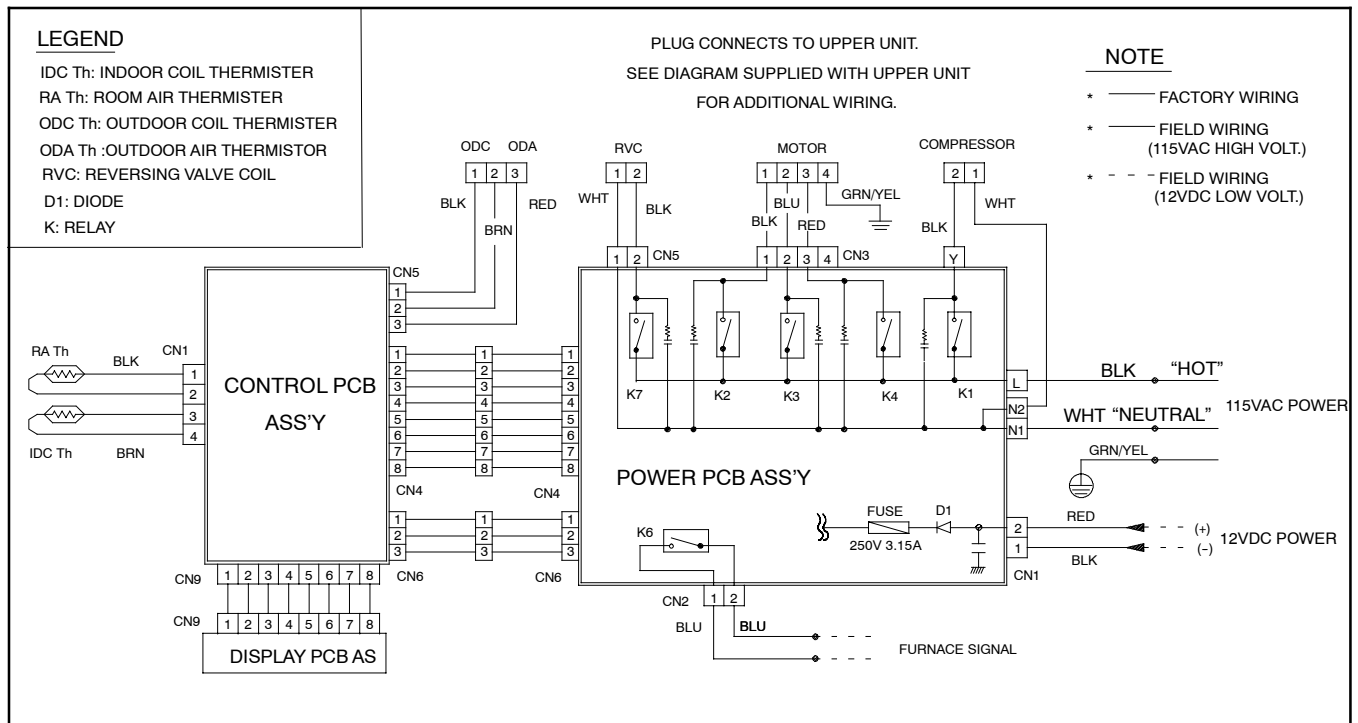 LEGEND
IDC Th: INDOOR COIL THERMISTER
RA Th: ROOM AIR THERMISTER
ODC Th: OUTDOOR COIL THERMISTER
ODA Th :OUTDOOR AIR THERMISTOR
RVC: REVERSING VALVE COIL
D1: DIODE
K: RELAY
PLUG CONNECTS TO UPPER UNIT.
SEE DIAGRAM SUPPLIED WITH UPPER UNIT
FOR ADDITIONAL WIRING.
NOTE
* FACTORY WIRING
* FIELD WIRING
(115VAC HIGH VOLT.)
* FIELD WIRING
(12VDC LOW VOLT.)
ODC ODA
1 2 3
BLK
BRN
RED
RVC
1 2
WHT
BLK
MOTOR
1 2 3 4
BLK
BLU
RED
GRN/YEL
COMPRESSOR
2 1
BLK
WHT
CN5
1
2
3
1 2 CN5
1 2 3 4 CN3
Y
K7
K2
K3
K4
K1
L
N2
N1
BLK "HOT"
115VAC POWER
WHT "NEUTRAL"
GRN/YEL
RA Th
BLK
CN1
1
2
3
4
IDC Th
BRN
CONTROL PCB
ASS'Y
1 1 1
2 2 2
3 3 3
4 4 4
5 5 5
6 6 6
7 7 7
8 8 8
CN4
CN4
1 1 1
2 2 2
3 3 3
CN6
CN6
POWER PCB ASS'Y
K6
FUSE
250V 3.15A
D1
2
1
CN1
RED
BLK
(+)
(–)
12VDC POWER
CN2 1 2
BLU
BLU
FURNACE SIGNAL
CN9 1 2 3 4 5 6 7 8
CN9 1 2 3 4 5 6 7 8
DISPLAY PCB AS